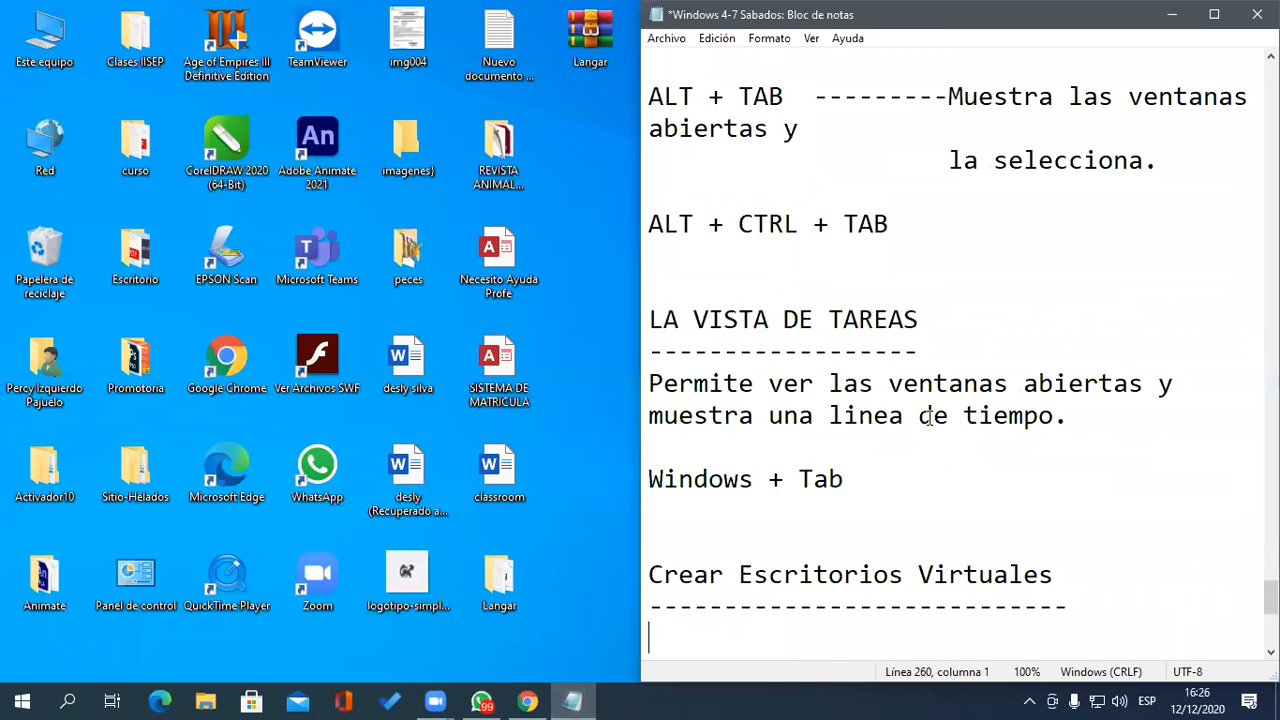 Este equipo
Clases IISEP
Age of Empires III
Definitive Edition
TeamViewer
img004
Nuevo
documento ...
Langar
Red
curso
CorelDRAW 2020
(64-Bit)
An
Adobe Animate
2021
imagenes}
REVISTA
ANIMAL...
Papelera de
reciclaje
Escritorio
EPSON Scan
Microsoft Teams
peces
Necesito Ayuda
Profe
Percy Izquierdo
Pajuelo
Promotoria
Google Chrome
Ver Archivos SWF
desly silva
SISTEMA DE
MATRICULA
Activador10
Sitio-Helados
Microsoft Edge
WhatsApp
desly
(Recuperado a...
classroom
Animate
Panel de control
QuickTime Player
Zoom
logotipo-simpl...
Langar
*Windows 4-7 Sabados: Bloc de notas
Archivo Edición Formato Ver Ayuda
ALT + TAB ---------Muestra las ventanas
abiertas y
la selecciona.
ALT + CTRL + TAB
LA VISTA DE TAREAS
------------------
Permite ver las ventanas abiertas y
muestra una linea de tiempo.
Windows + Tab
Crear Escritorios Virtuales
----------------------------
Línea 260, columna 1 100% Windows (CRLF) UTF-8
99
ESP
16:26
12/12/2020